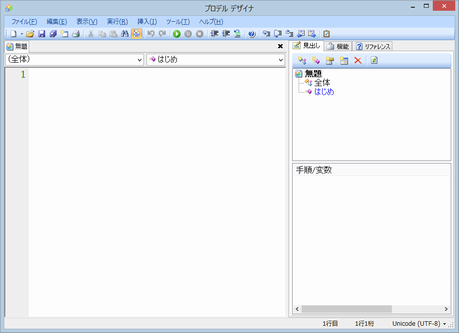 プロデル デザイナ
ファイル(F) 編集(E) 表示(V) 実行(R) 挿入(I) ツール(T) ヘルプ(H)
無題
見出し 機能 リファレンス
(全体) はじめ
1
無題
全体
はじめ
手順/変数
1行目 1行1桁 Unicode (UTF-8)